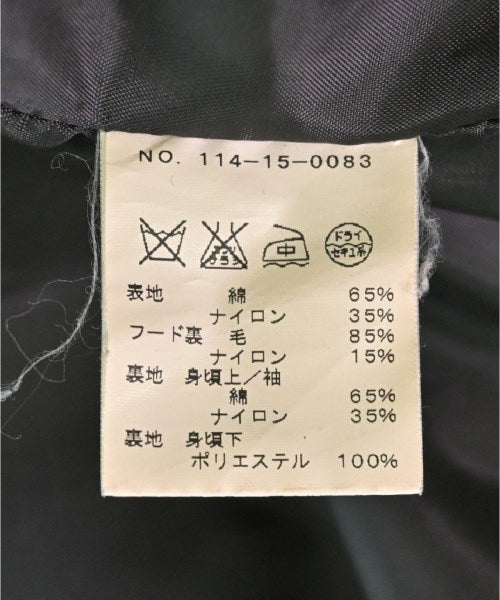 NO. 114-15-0083
中 ドライ
セキユ系
表地 綿 65%
ナイロン 35%
フード裏 毛 85%
ナイロン 15%
裏地 身頃上/袖
綿 65%
ナイロン 35%
裏地 身頃下
ポリエステル 100%